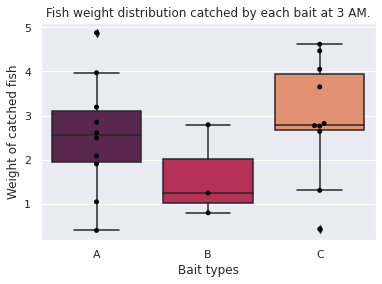 Fish weight distribution catched by each bait at 3 AM.
Weight of catched fish
5
4
3
2
1
A B C
Bait types